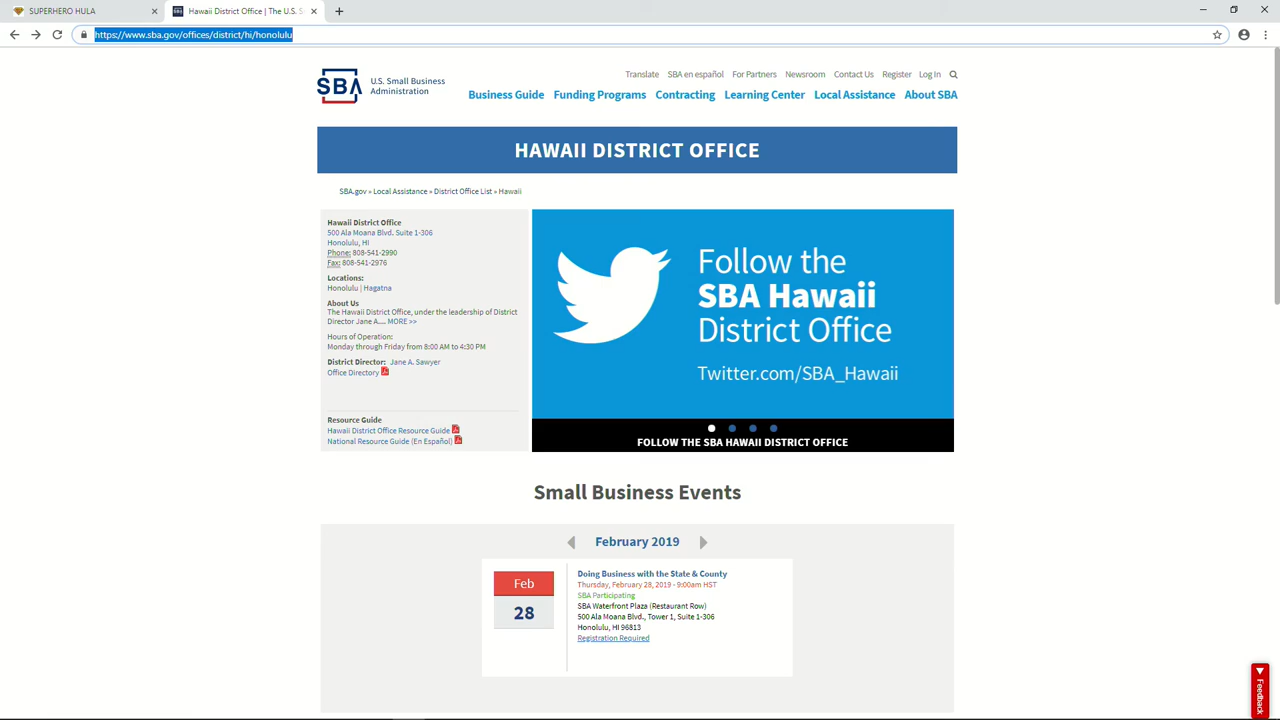 SUPERHERO HULA
Hawaii District Office | The U.S. S
https://www.sba.gov/offices/district/hi/honolulu
SBA
U.S. Small Business
Administration
Translate SBA en español For Partners Newsroom Contact Us Register Log In
Business Guide Funding Programs Contracting Learning Center Local Assistance About SBA
HAWAII DISTRICT OFFICE
SBA.gov » Local Assistance » District Office List » Hawaii
Hawaii District Office
500 Ala Moana Blvd. Suite 1-306
Honolulu, HI
Phone: 808-541-2990
Fax: 808-541-2976
Locations:
Honolulu | Hagatna
About Us
The Hawaii District Office, under the leadership of District
Director Jane A.... MORE >>
Hours of Operation:
Monday through Friday from 8:00 AM to 4:30 PM
District Director: Jane A. Sawyer
Office Directory
Resource Guide
Hawaii District Office Resource Guide
National Resource Guide (En Español)
Follow the
SBA Hawaii
District Office
Twitter.com/SBA_Hawaii
FOLLOW THE SBA HAWAII DISTRICT OFFICE
Small Business Events
February 2019
Feb
28
Doing Business with the State & County
Thursday, February 28, 2019 - 9:00am HST
SBA Participating
SBA Waterfront Plaza (Restaurant Row)
500 Ala Moana Blvd., Tower 1, Suite 1-306
Honolulu, HI 96813
Registration Required
Feedback